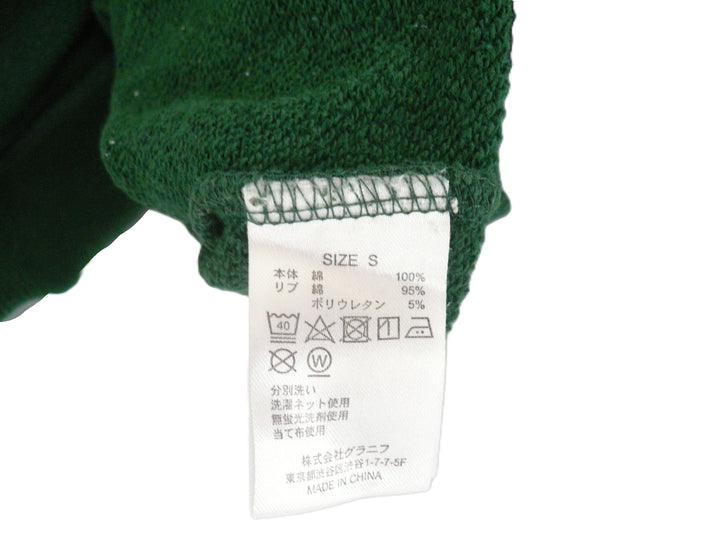 SIZE S
本体 綿 100%
リブ 綿 95%
ポリウレタン 5%
40
W
分別洗い
洗濯ネット使用
無蛍光洗剤使用
当て布使用
株式会社グラニフ
東京都渋谷区渋谷1-7-7-5F
MADE IN CHINA